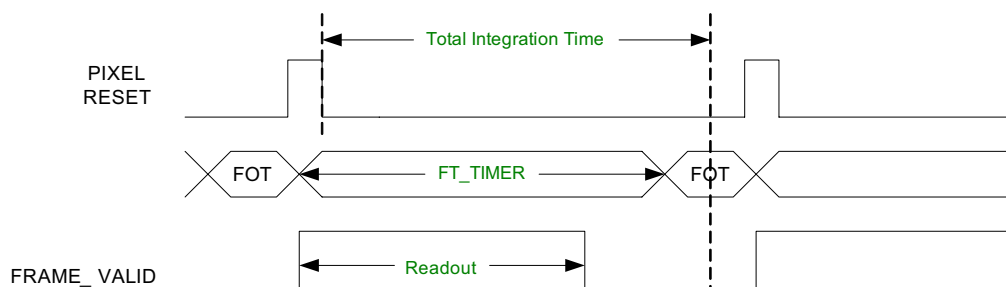 Total Integration Time
PIXEL
RESET
FOT
FT_TIMER
FOT
Readout
FRAME_ VALID